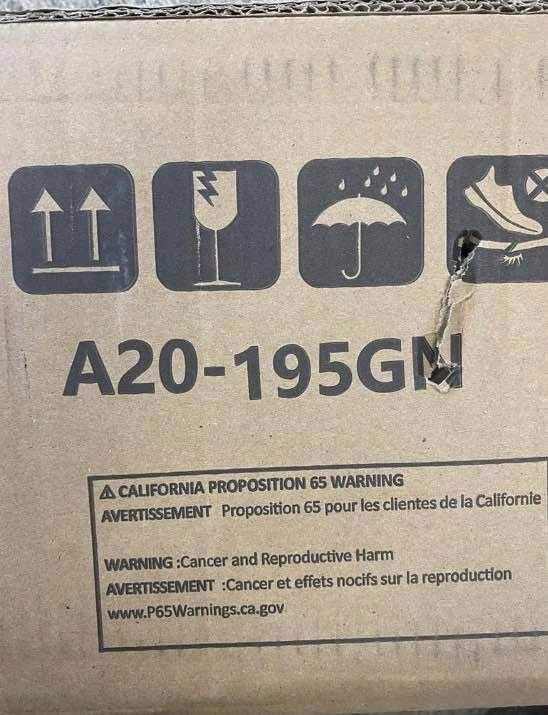 A20-195GN
⚠ CALIFORNIA PROPOSITION 65 WARNING
AVERTISSEMENT Proposition 65 pour les clientes de la Californie
WARNING :Cancer and Reproductive Harm
AVERTISSEMENT :Cancer et effets nocifs sur la reproduction
www.P65Warnings.ca.gov